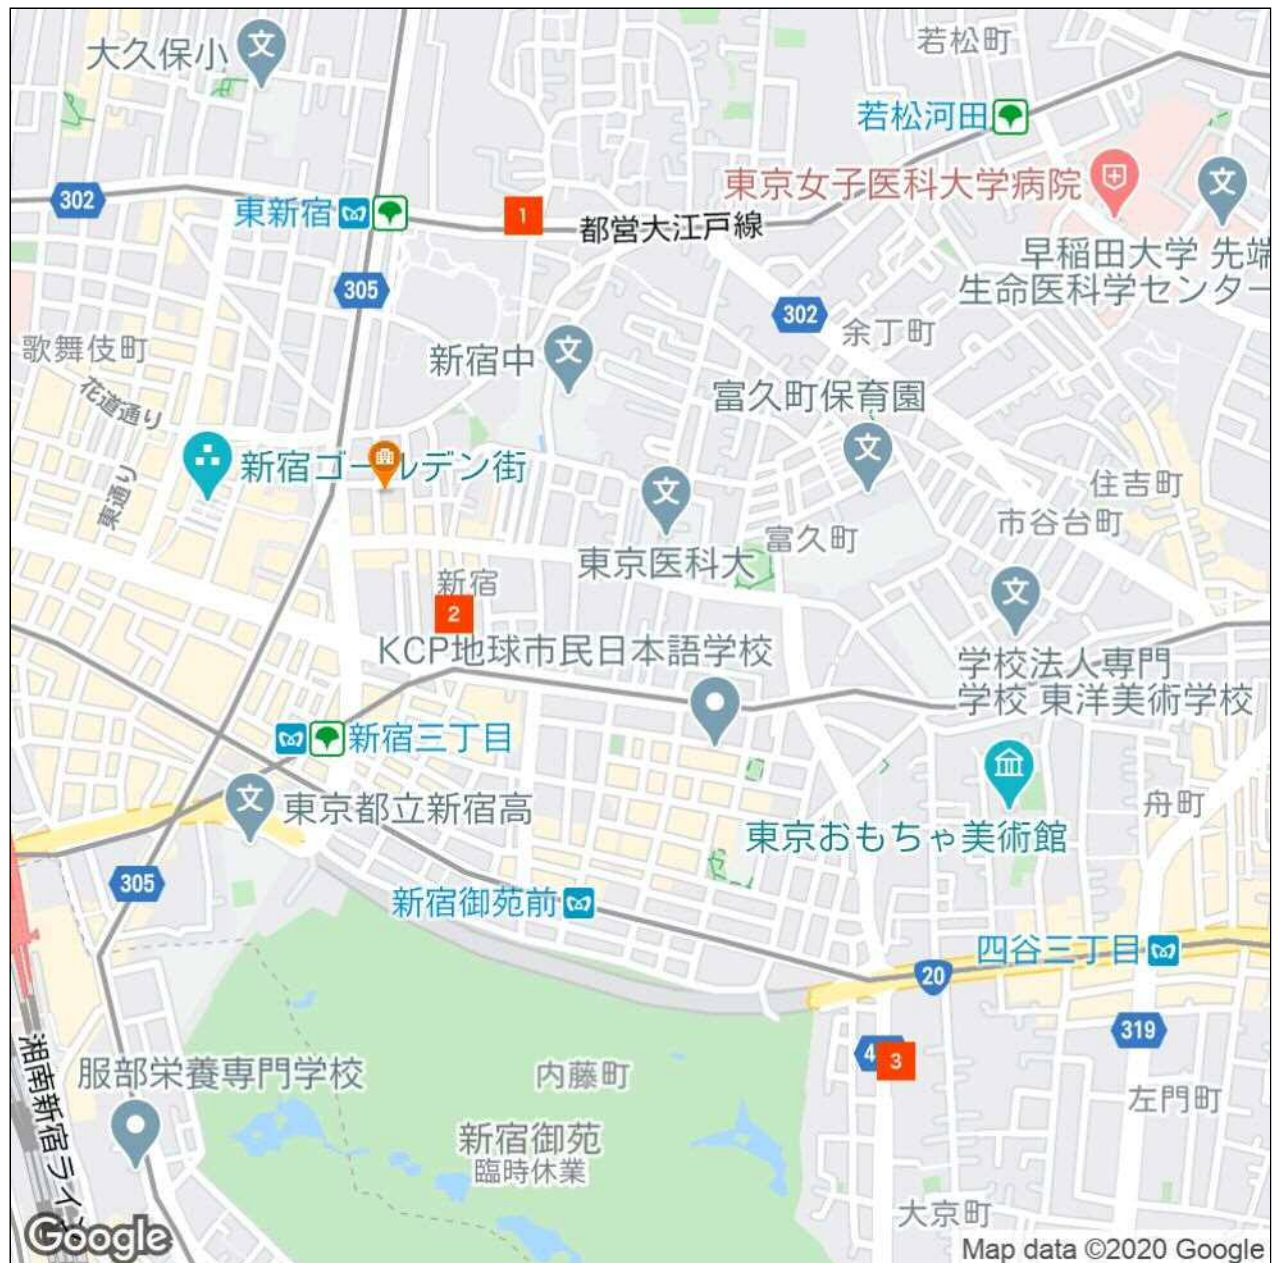 若松町
大久保小
文
若松河田
東京女子医科大学病院
文
302
東新宿
1
都営大江戸線
早稲田大学 先端
生命医科学センター
305
302
余丁町
歌舞伎町
新宿中
文
花道通り
富久町保育園
文
新宿ゴールデン街
東通り
文
住吉町
市谷台町
富久町
東京医科大
新宿
2
文
KCP地球市民日本語学校
学校法人専門
学校 東洋美術学校
新宿三丁目
文
東京都立新宿高
舟町
東京おもちゃ美術館
305
新宿御苑前
四谷三丁目
20
319
4
3
服部栄養専門学校
内藤町
左門町
湘南新宿ライン
新宿御苑
臨時休業
大京町
Google
Map data ©2020 Google